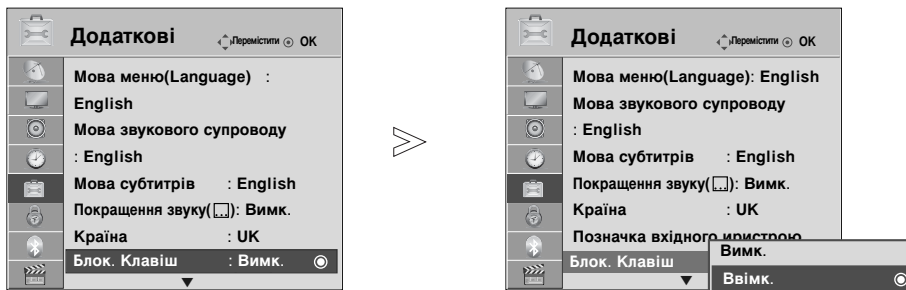 Додаткові
Перемістити OK
Мова меню(Language) :
English
Мова звукового супроводу
: English
Мова субтитрів : English
Покращення звуку( ): Вимк.
Країна : UK
Блок. Клавіш : Вимк.
Додаткові
Перемістити OK
Мова меню(Language): English
Мова звукового супроводу
: English
Мова субтитрів : English
Покращення звуку( ): Вимк.
Країна : UK
Позначка вхідного иристрою
Блок. Клавіш
Вимк.
Ввімк.